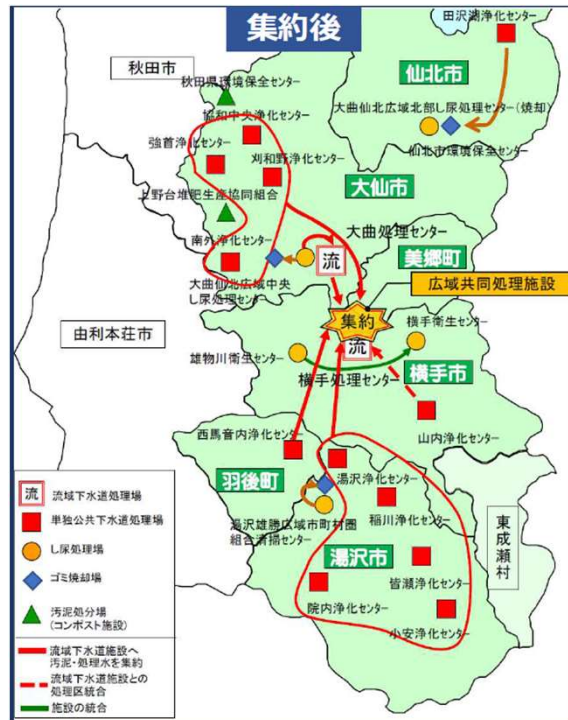 集約後
田沢湖浄化センター
秋田市
仙北市
秋田県環境保全センター
大曲仙北広域北部し尿処理センター(焼却)
協和中央浄化センター
強首浄化センター
仙北市環境保全センター
刈和野浄化センター
大仙市
上野台堆肥生産協同組合
大曲処理センター
南外浄化センター
流
美郷町
大曲仙北広域中央
し尿処理センター
広域共同処理施設
集約
横手衛生センター
由利本荘市
流
雄物川衛生センター
横手処理センター
横手市
西馬音内浄化センター
山内浄化センター
羽後町
湯沢浄化センター
稲川浄化センター
湯沢雄勝広域市町村圏
組合清掃センター
東成瀬村
湯沢市
皆瀬浄化センター
院内浄化センター
小安浄化センター
流 流域下水道処理場
単独公共下水道処理場
し尿処理場
ゴミ焼却場
汚泥処分場
(コンポスト施設)
流域下水道施設へ
汚泥・処理水を集約
流域下水道施設との
処理区統合
施設の統合